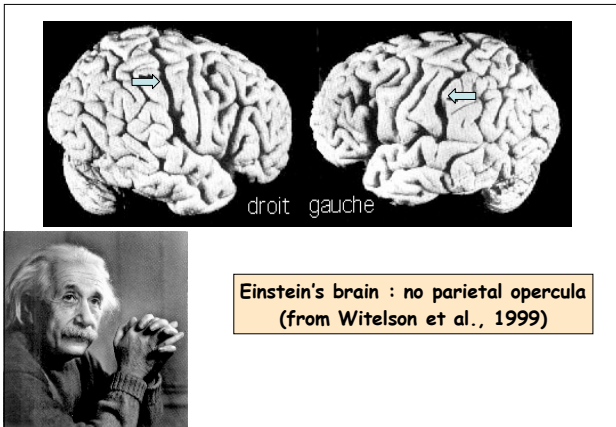 droit gauche
Einstein's brain : no parietal opercula
(from Witelson et al., 1999)